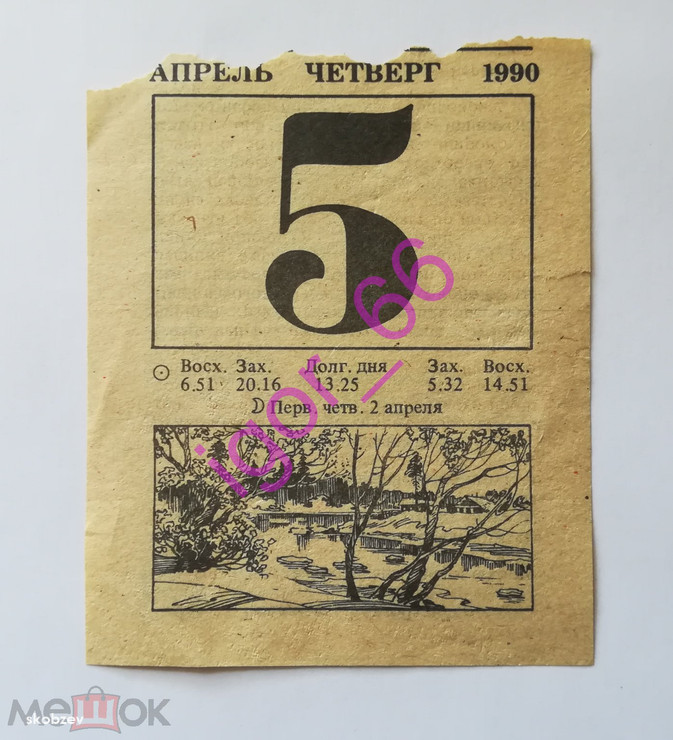 АПРЕЛЬ ЧЕТВЕРГ 1990
5
Восх. Зах. Долг. дня Зах. Восх.
6.51 20.16 13.25 5.32 14.51
Перв. четв. 2 апреля
igor_66
мешок
skobzev